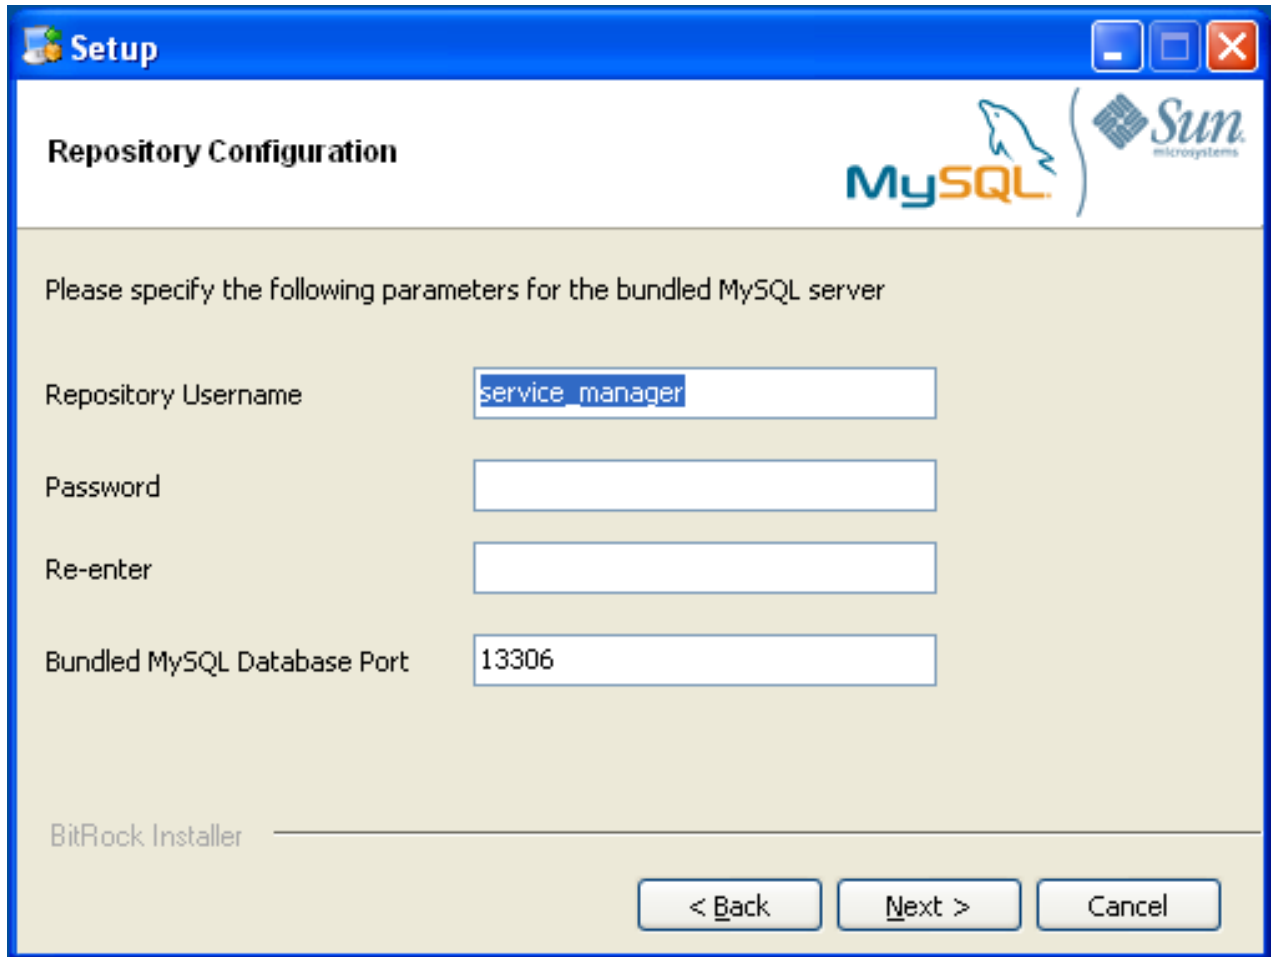 Setup
Repository Configuration
MySQL.
Sun
microsystems
Please specify the following parameters for the bundled MySQL server
Repository Username
service_manager
Password
Re-enter
Bundled MySQL Database Port
13306
BitRock Installer
< Back
Next >
Cancel